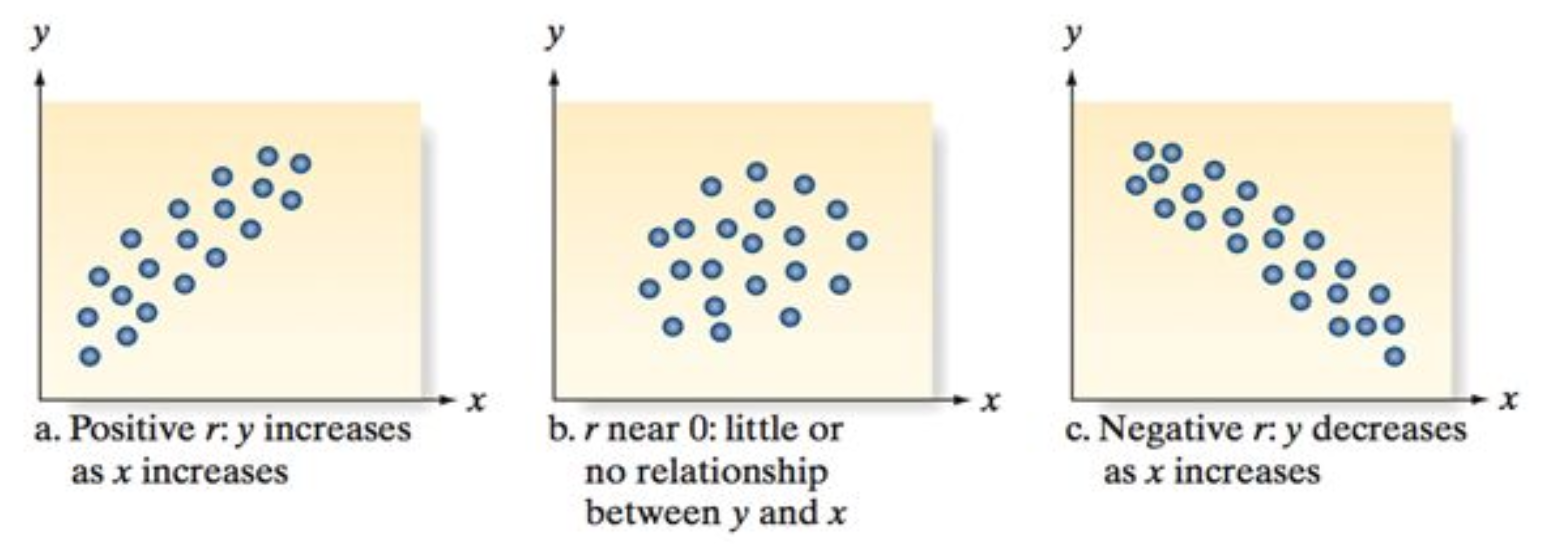 y
y
y
x
x
x
a. Positive r: y increases
as x increases
b. r near 0: little or
no relationship
between y and x
c. Negative r: y decreases
as x increases